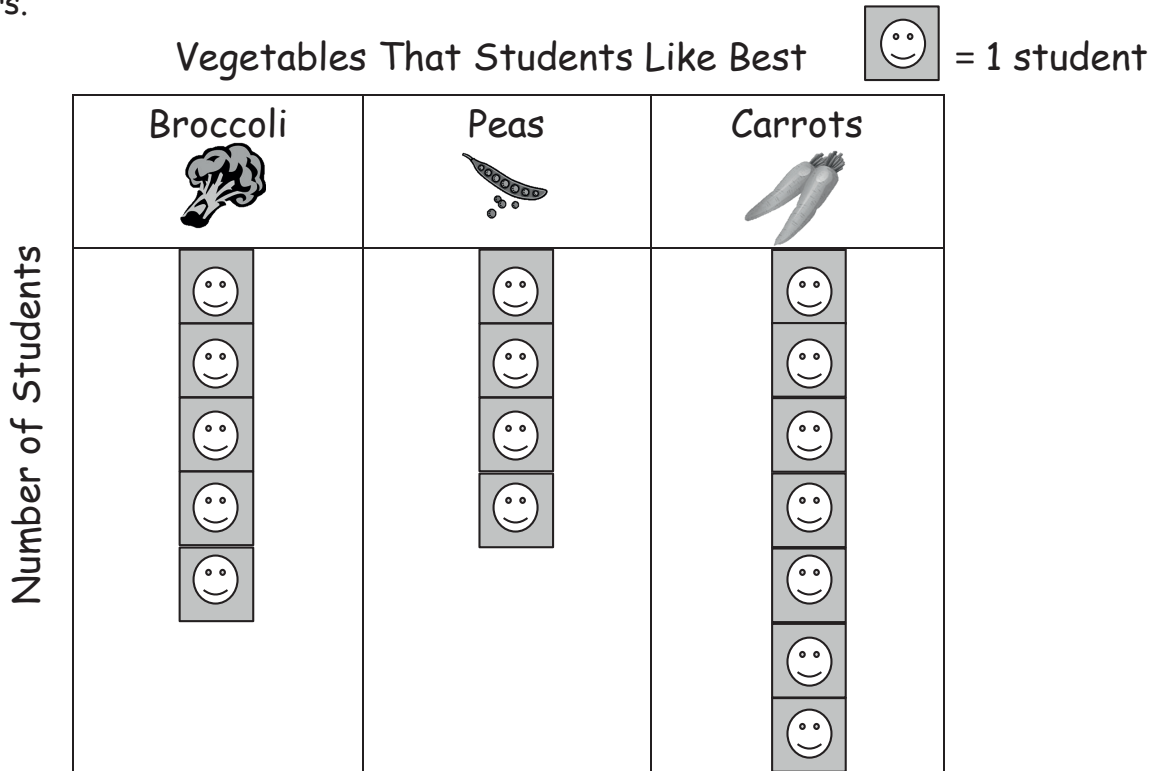 Vegetables That Students Like Best
= 1 student
Broccoli
Peas
Carrots
Number of Students